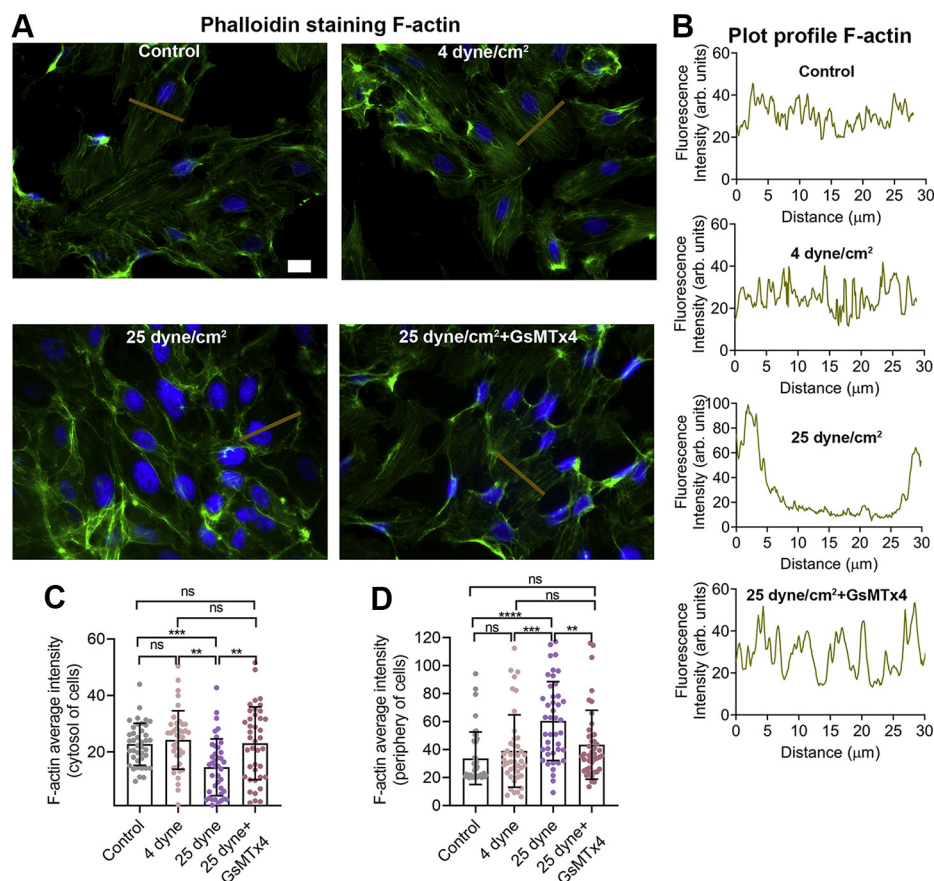 A
Phalloidin staining F-actin
Control
4 dyne/cm²
25 dyne/cm²
25 dyne/cm²+GsMTx4
B
Plot profile F-actin
Control
Fluorescence
Intensity (arb. units)
60
40
20
0
0 5 10 15 20 25 30
Distance (μm)
4 dyne/cm²
Fluorescence
Intensity (arb. units)
60
40
20
0
0 5 10 15 20 25 30
Distance (μm)
25 dyne/cm²
Fluorescence
Intensity (arb. units)
100
80
60
40
20
0
0 5 10 15 20 25 30
Distance (μm)
25 dyne/cm²+GsMTx4
Fluorescence
Intensity (arb. units)
60
40
20
0
0 5 10 15 20 25 30
Distance (μm)
C
ns
ns
***
ns
**
**
F-actin average intensity
(cytosol of cells)
60
40
20
Control
4 dyne
25 dyne
25 dyne+
GsMTx4
D
ns
ns
****
ns
***
**
F-actin average intensity
(periphery of cells)
120
100
80
60
40
20
0
Control
4 dyne
25 dyne
25 dyne+
GsMTx4